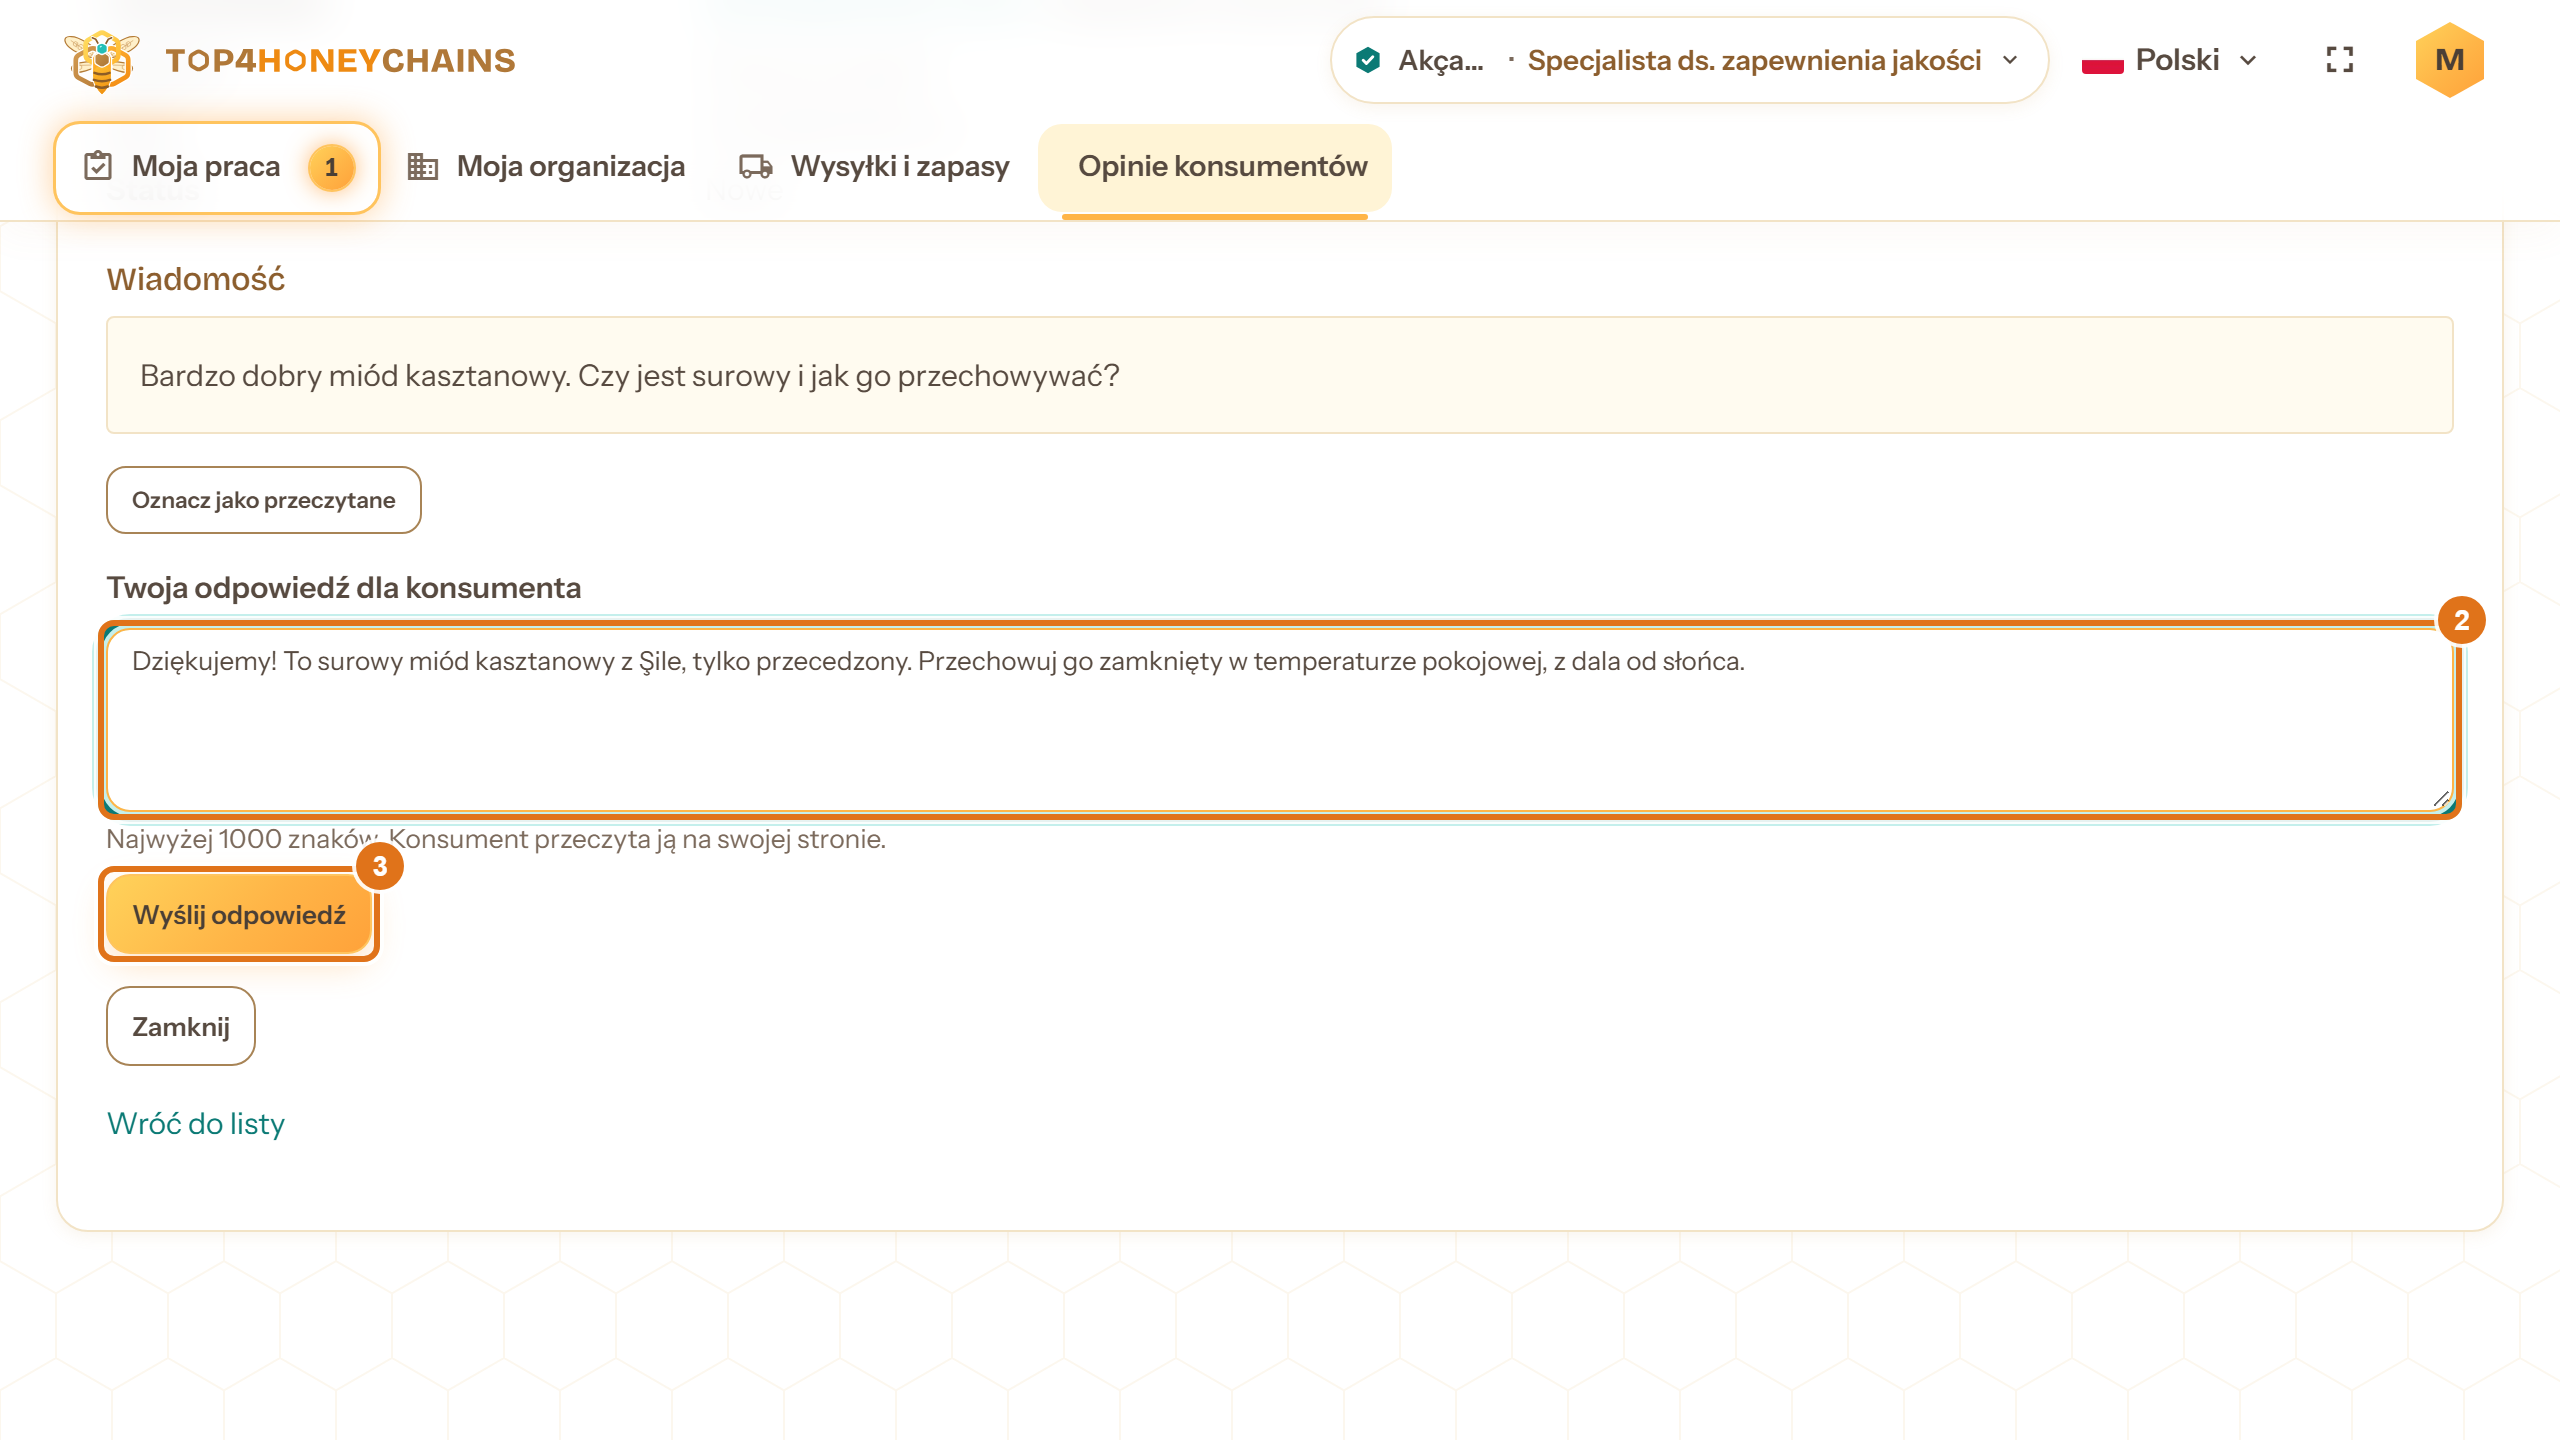 TOP4HONEYCHAINS
Akça... · Specjalista ds. zapewnienia jakości
Polski
M
Moja praca 1
Moja organizacja
Wysyłki i zapasy
Opinie konsumentów
Status
Nowe
Wiadomość
Bardzo dobry miód kasztanowy. Czy jest surowy i jak go przechowywać?
Oznacz jako przeczytane
Twoja odpowiedź dla konsumenta
2
Dziękujemy! To surowy miód kasztanowy z Şile, tylko przecedzony. Przechowuj go zamknięty w temperaturze pokojowej, z dala od słońca.
Najwyżej 1000 znaków. Konsument przeczyta ją na swojej stronie.
3
Wyślij odpowiedź
Zamknij
Wróć do listy